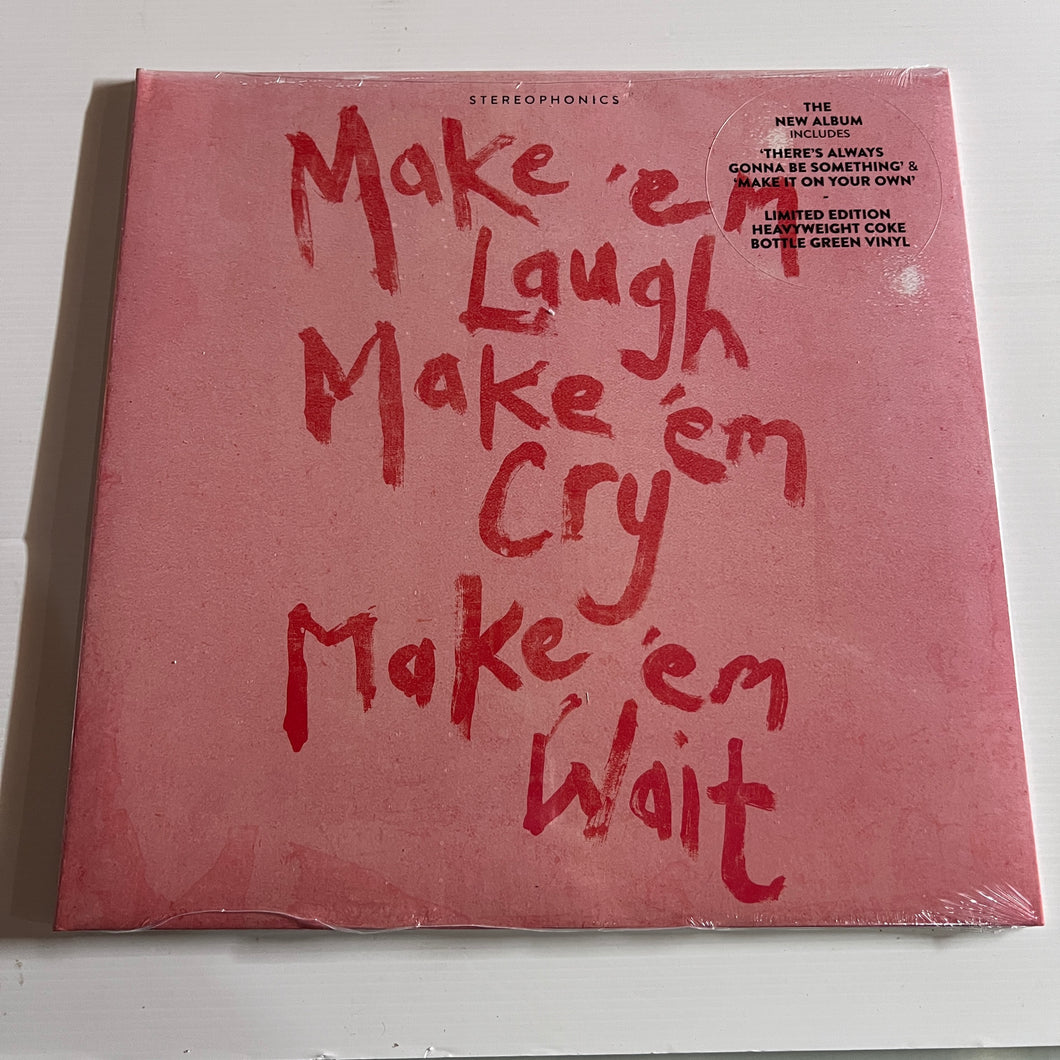 STEREOPHONICS
Make 'em
Laugh
Make 'em
Cry
Make 'em
Wait
THE
NEW ALBUM
INCLUDES
‘THERE’S ALWAYS
GONNA BE SOMETHING’ &
‘MAKE IT ON YOUR OWN’
-
LIMITED EDITION
HEAVYWEIGHT COKE
BOTTLE GREEN VINYL